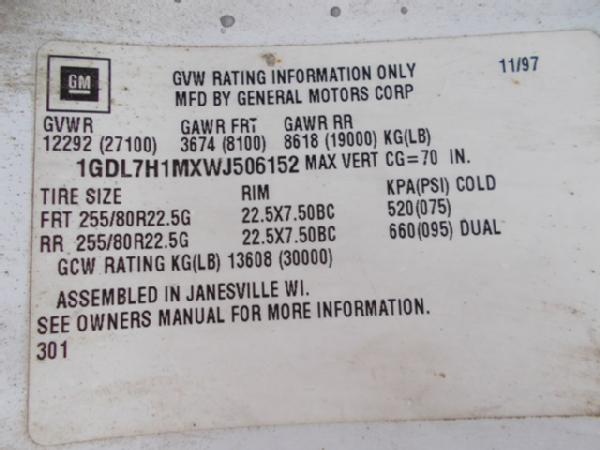 GM
GVW RATING INFORMATION ONLY 11/97
MFD BY GENERAL MOTORS CORP
GVWR GAWR FRT GAWR RR
12292 (27100) 3674 (8100) 8618 (19000) KG(LB)
1GDL7H1MXWJ506152 MAX VERT CG=70 IN.
TIRE SIZE RIM KPA(PSI) COLD
FRT 255/80R22.5G 22.5X7.50BC 520(075)
RR 255/80R22.5G 22.5X7.50BC 660(095) DUAL
GCW RATING KG(LB) 13608 (30000)
ASSEMBLED IN JANESVILLE WI.
SEE OWNERS MANUAL FOR MORE INFORMATION.
301